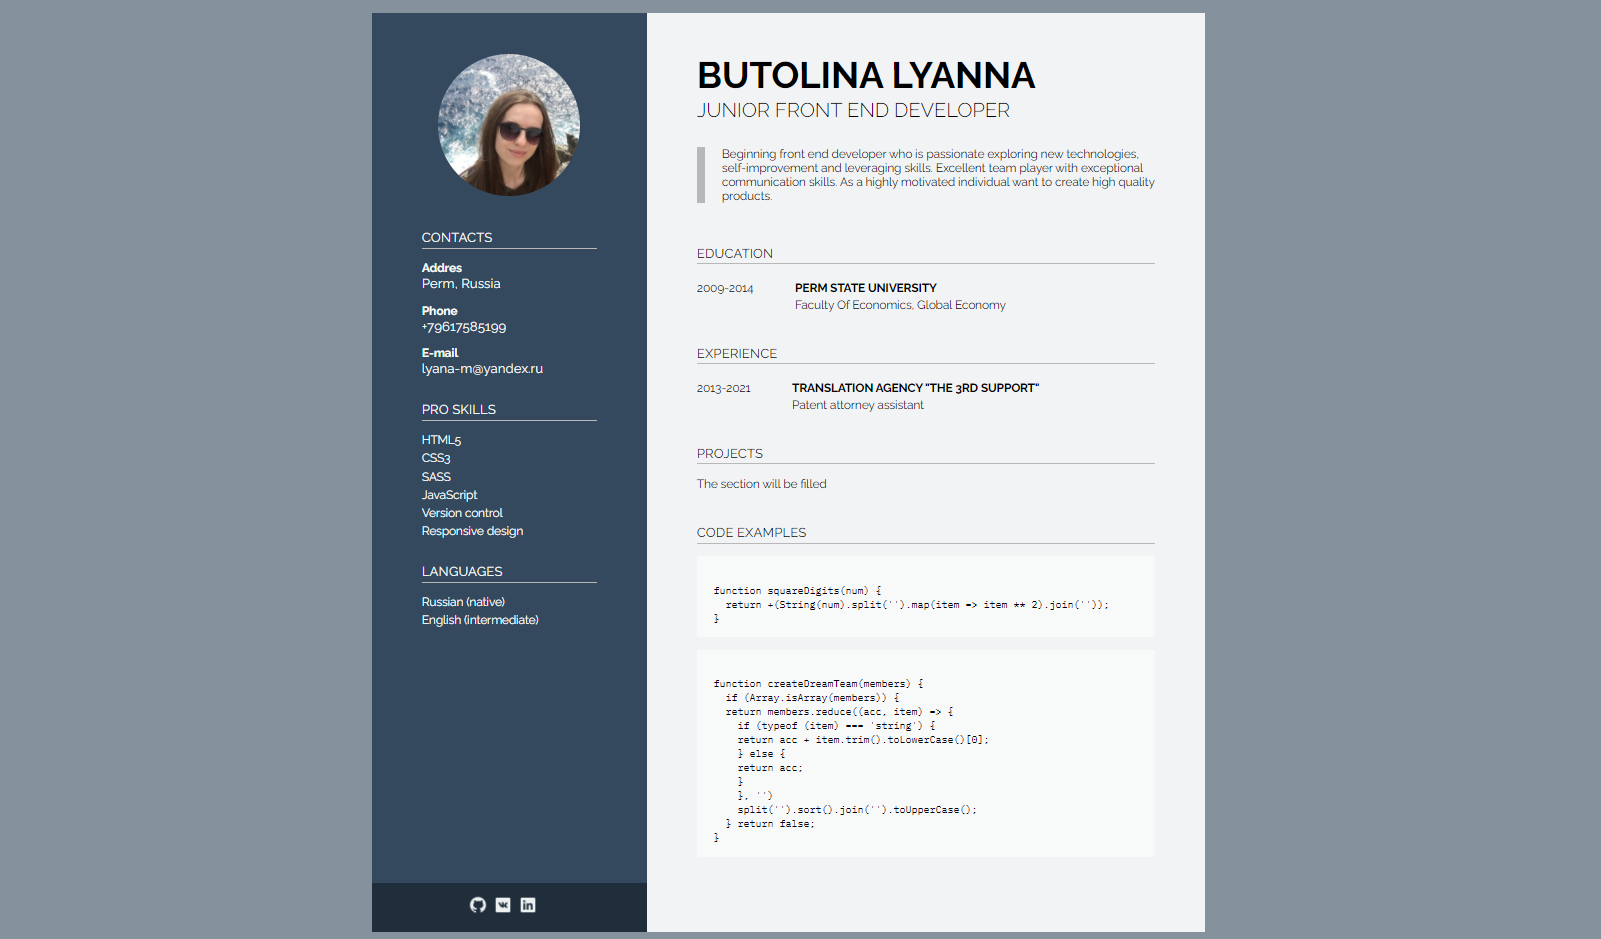 CONTACTS
Addres
Perm, Russia
Phone
+79617585199
E-mail
lyana-m@yandex.ru
PRO SKILLS
HTML5
CSS3
SASS
JavaScript
Version control
Responsive design
LANGUAGES
Russian (native)
English (intermediate)
BUTOLINA LYANNA
JUNIOR FRONT END DEVELOPER
Beginning front end developer who is passionate exploring new technologies,
self-improvement and leveraging skills. Excellent team player with exceptional
communication skills. As a highly motivated individual want to create high quality
products.
EDUCATION
2009-2014 PERM STATE UNIVERSITY
Faculty Of Economics, Global Economy
EXPERIENCE
2013-2021 TRANSLATION AGENCY "THE 3RD SUPPORT"
Patent attorney assistant
PROJECTS
The section will be filled
CODE EXAMPLES
function squareDigits(num) {
  return +(String(num).split('').map(item => item ** 2).join(''));
}
function createDreamTeam(members) {
  if (Array.isArray(members)) {
  return members.reduce((acc, item) => {
    if (typeof (item) === 'string') {
    return acc + item.trim().toLowerCase()[0];
    } else {
    return acc;
    }
    }, '')
    split('').sort().join('').toUpperCase();
  } return false;
}